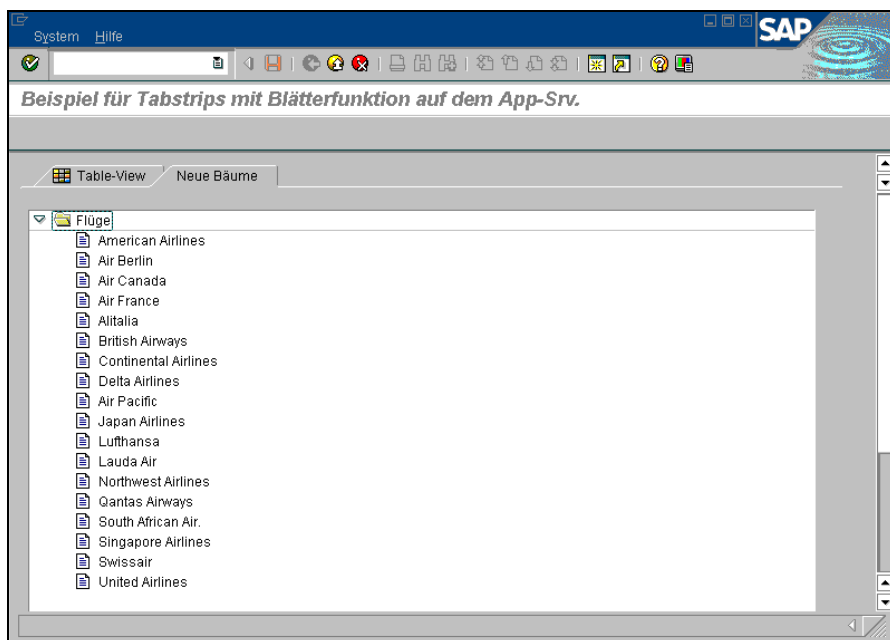 System Hilfe
SAP
Beispiel für Tabstrips mit Blätterfunktion auf dem App-Srv.
Table-View Neue Bäume
Flüge
American Airlines
Air Berlin
Air Canada
Air France
Alitalia
British Airways
Continental Airlines
Delta Airlines
Air Pacific
Japan Airlines
Lufthansa
Lauda Air
Northwest Airlines
Qantas Airways
South African Air.
Singapore Airlines
Swissair
United Airlines